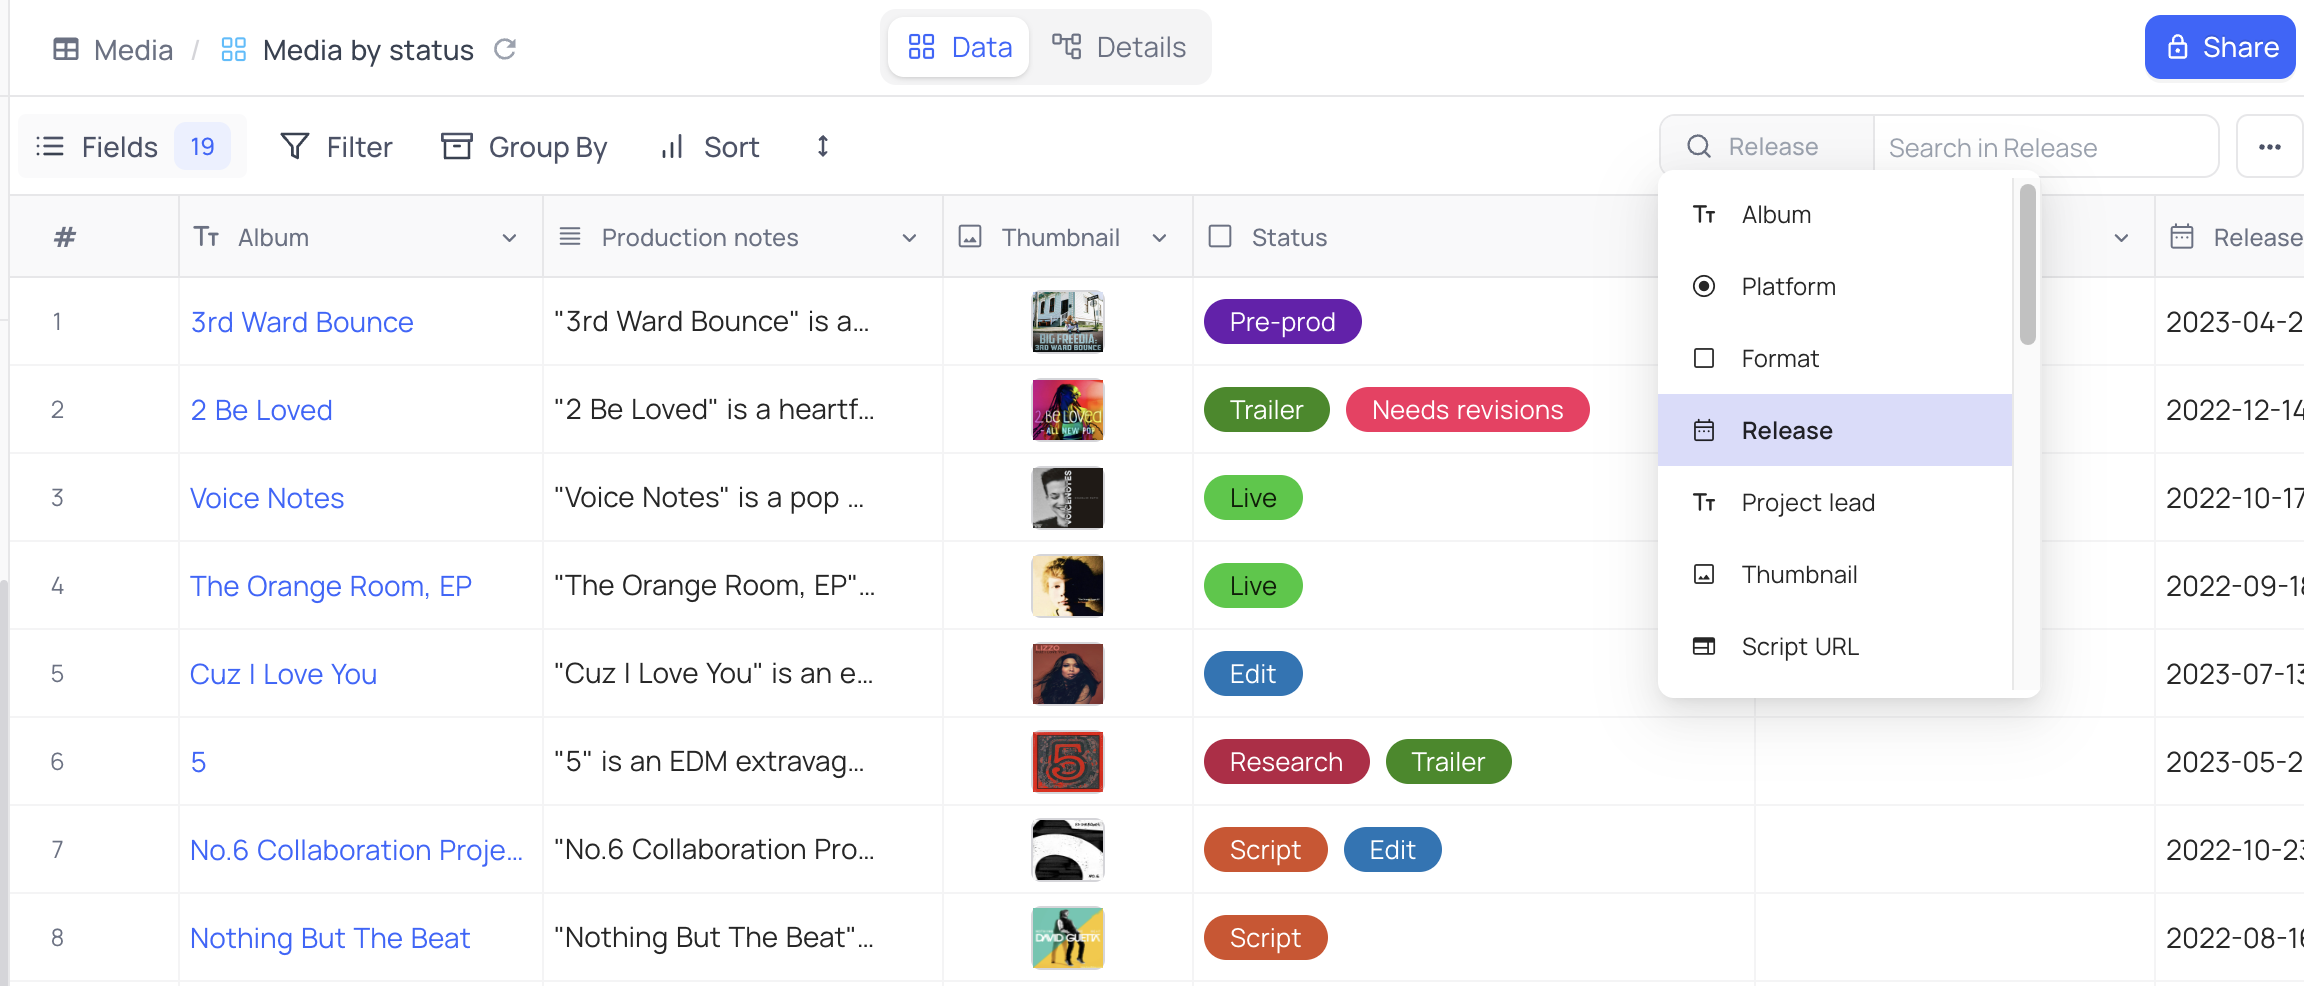 Media / Media by status
Data Details
Share
Fields 19 Filter Group By Sort
Release Search in Release
# Album Production notes Thumbnail Status Release
Album
Platform
Format
Release
Project lead
Thumbnail
Script URL
1 3rd Ward Bounce "3rd Ward Bounce" is a... Pre-prod 2023-04-2
BIG FREEDIA:
3RD WARD BOUNCE
2 2 Be Loved "2 Be Loved" is a heartf... Trailer Needs revisions 2022-12-14
2 Be Loved
- ALL NEW POP
3 Voice Notes "Voice Notes" is a pop ... Live 2022-10-17
VOICENOTES
4 The Orange Room, EP "The Orange Room, EP"... Live 2022-09-18
5 Cuz I Love You "Cuz I Love You" is an e... Edit 2023-07-13
LIZZO
6 5 "5" is an EDM extravag... Research Trailer 2023-05-2
5
7 No.6 Collaboration Proje... "No.6 Collaboration Pro... Script Edit 2022-10-23
8 Nothing But The Beat "Nothing But The Beat"... Script 2022-08-16
DAVID GUETTA